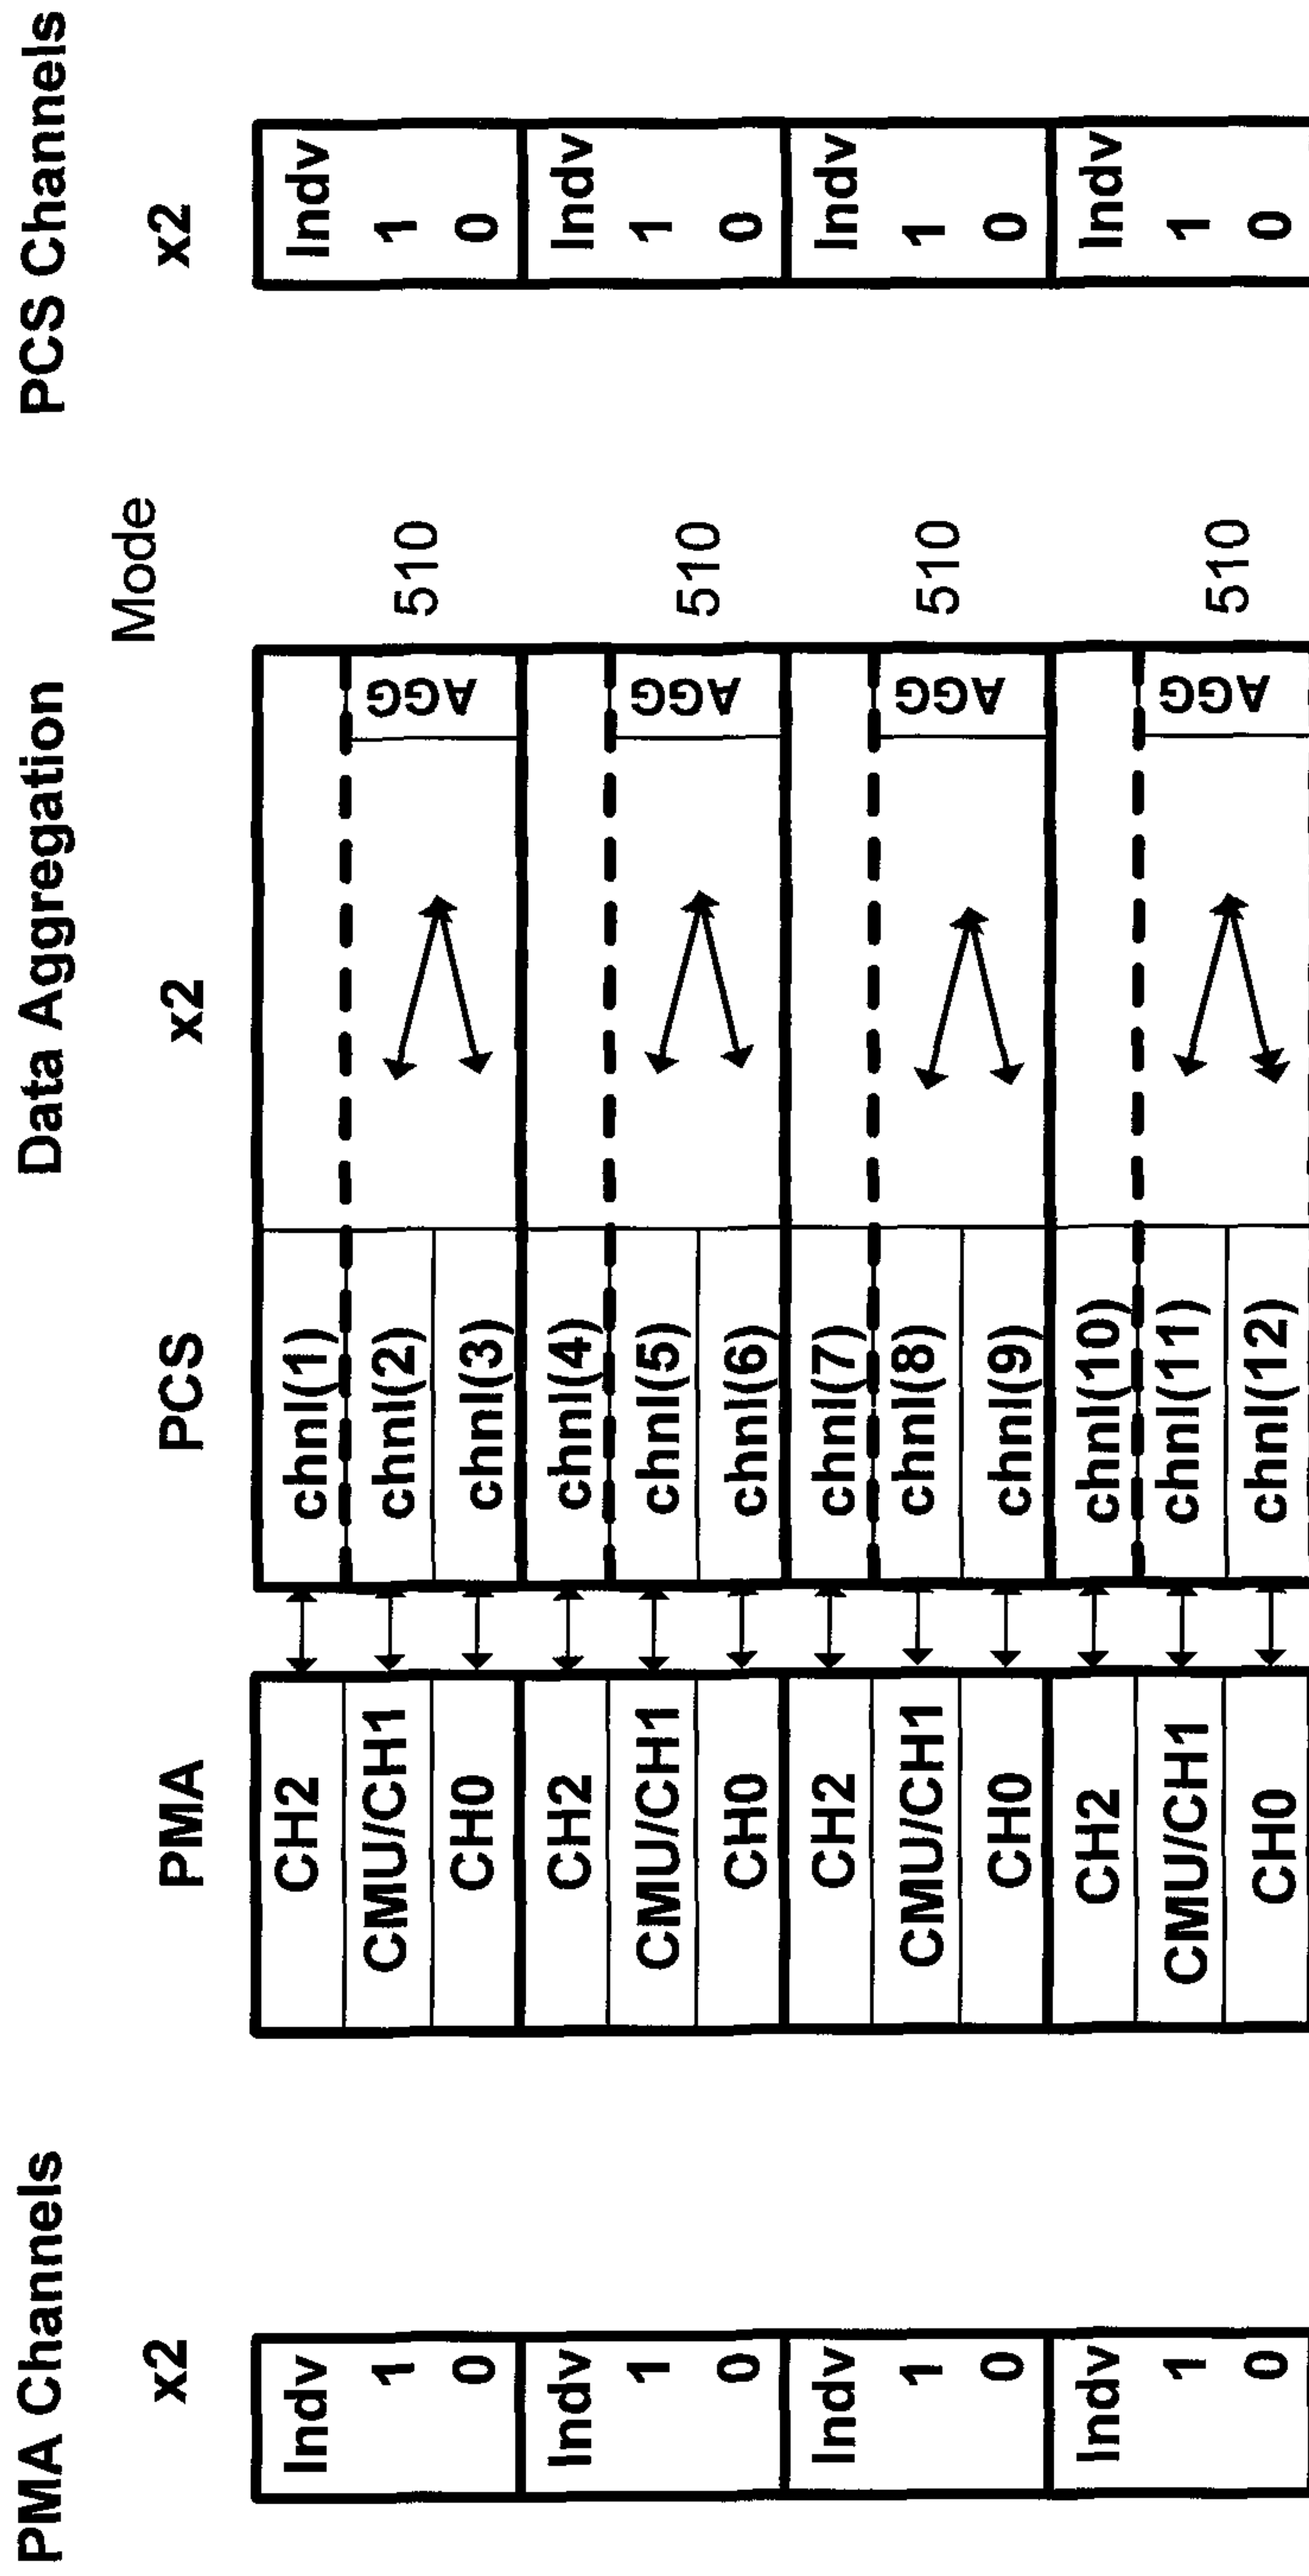 PMA Channels
Data Aggregation
PCS Channels
x2
PMA
PCS
x2
Mode
x2
Indv
CH2
chnl(1)
Indv
1
CMU/CH1
chnl(2)
AGG
510
1
0
CH0
chnl(3)
0
Indv
CH2
chnl(4)
Indv
1
CMU/CH1
chnl(5)
AGG
510
1
0
CH0
chnl(6)
0
Indv
CH2
chnl(7)
Indv
1
CMU/CH1
chnl(8)
AGG
510
1
0
CH0
chnl(9)
0
Indv
CH2
chnl(10)
Indv
1
CMU/CH1
chnl(11)
AGG
510
1
0
CH0
chnl(12)
0